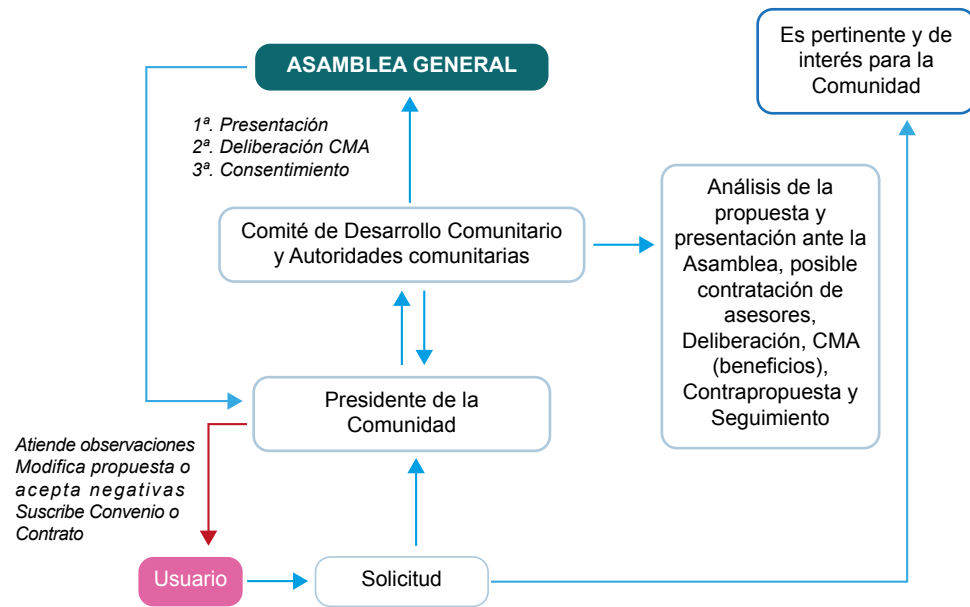 ASAMBLEA GENERAL
Es pertinente y de
interés para la
Comunidad
1ª. Presentación
2ª. Deliberación CMA
3ª. Consentimiento
Comité de Desarrollo Comunitario
y Autoridades comunitarias
Análisis de la
propuesta y
presentación ante la
Asamblea, posible
contratación de
asesores,
Deliberación, CMA
(beneficios),
Contrapropuesta y
Seguimiento
Presidente de la
Comunidad
Atiende observaciones
Modifica propuesta o
acepta negativas
Suscribe Convenio o
Contrato
Usuario
Solicitud